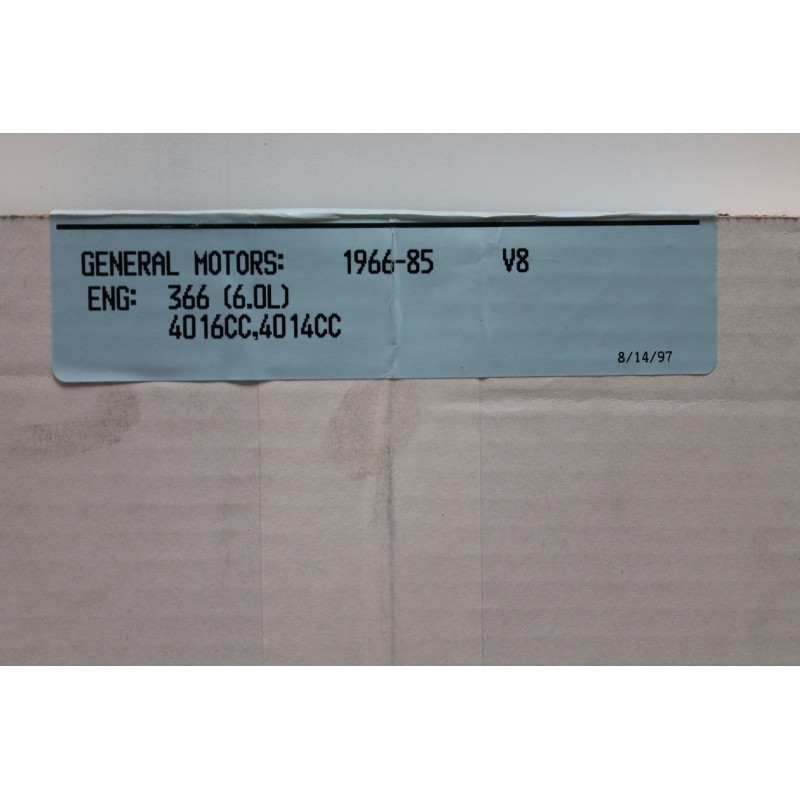 GENERAL MOTORS: 1966-85 V8
ENG: 366 (6.0L)
4016CC,4014CC
8/14/97